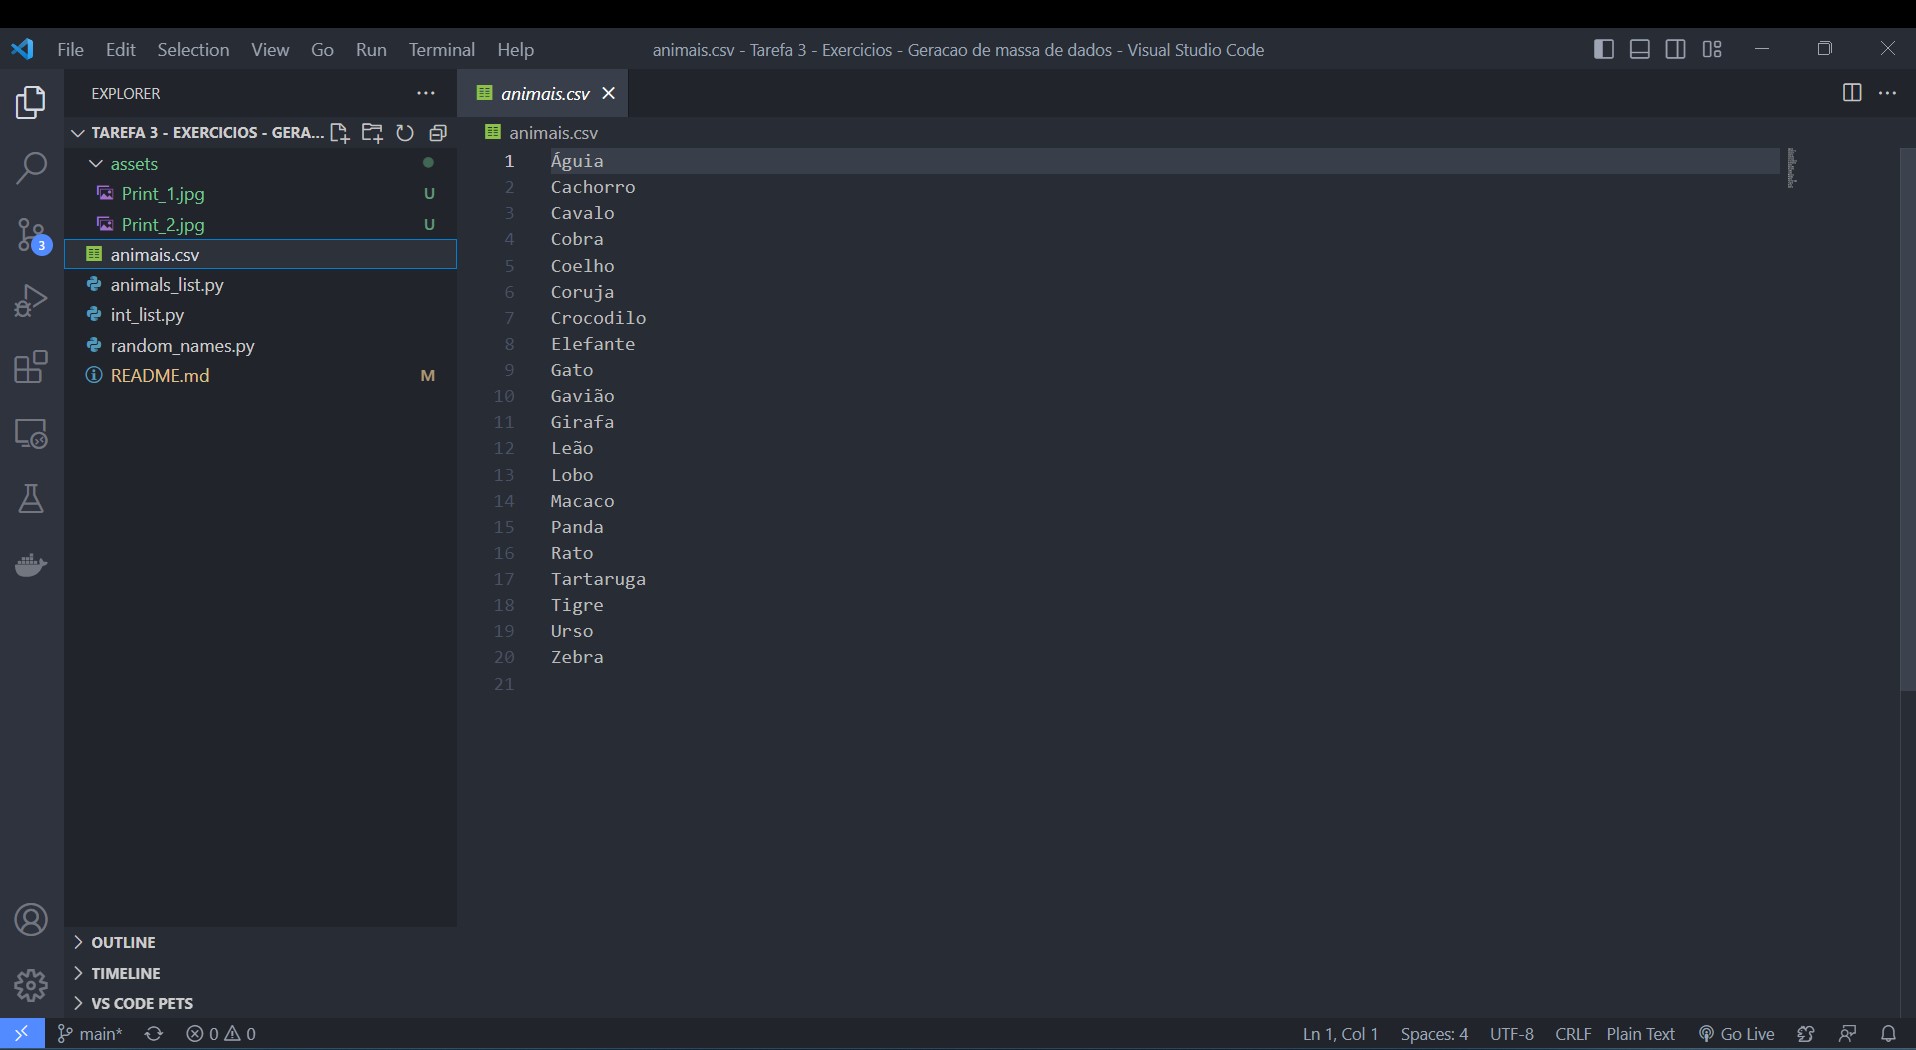 File Edit Selection View Go Run Terminal Help animais.csv - Tarefa 3 - Exercicios - Geracao de massa de dados - Visual Studio Code
EXPLORER
TAREFA 3 - EXERCICIOS - GERA...
assets
Print_1.jpg U
Print_2.jpg U
animais.csv
animals_list.py
int_list.py
random_names.py
README.md M
3
OUTLINE
TIMELINE
VS CODE PETS
animais.csv
animais.csv
1 Águia
2 Cachorro
3 Cavalo
4 Cobra
5 Coelho
6 Coruja
7 Crocodilo
8 Elefante
9 Gato
10 Gavião
11 Girafa
12 Leão
13 Lobo
14 Macaco
15 Panda
16 Rato
17 Tartaruga
18 Tigre
19 Urso
20 Zebra
21
main* 0 0 Ln 1, Col 1 Spaces: 4 UTF-8 CRLF Plain Text Go Live